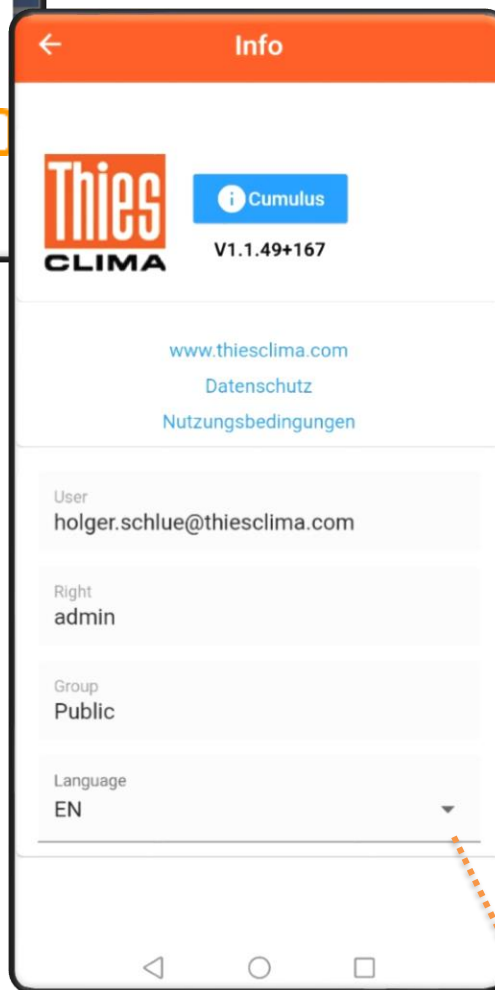 Info
Thies
CLIMA
Cumulus
V1.1.49+167
www.thiesclima.com
Datenschutz
Nutzungsbedingungen
User
holger.schlue@thiesclima.com
Right
admin
Group
Public
Language
EN